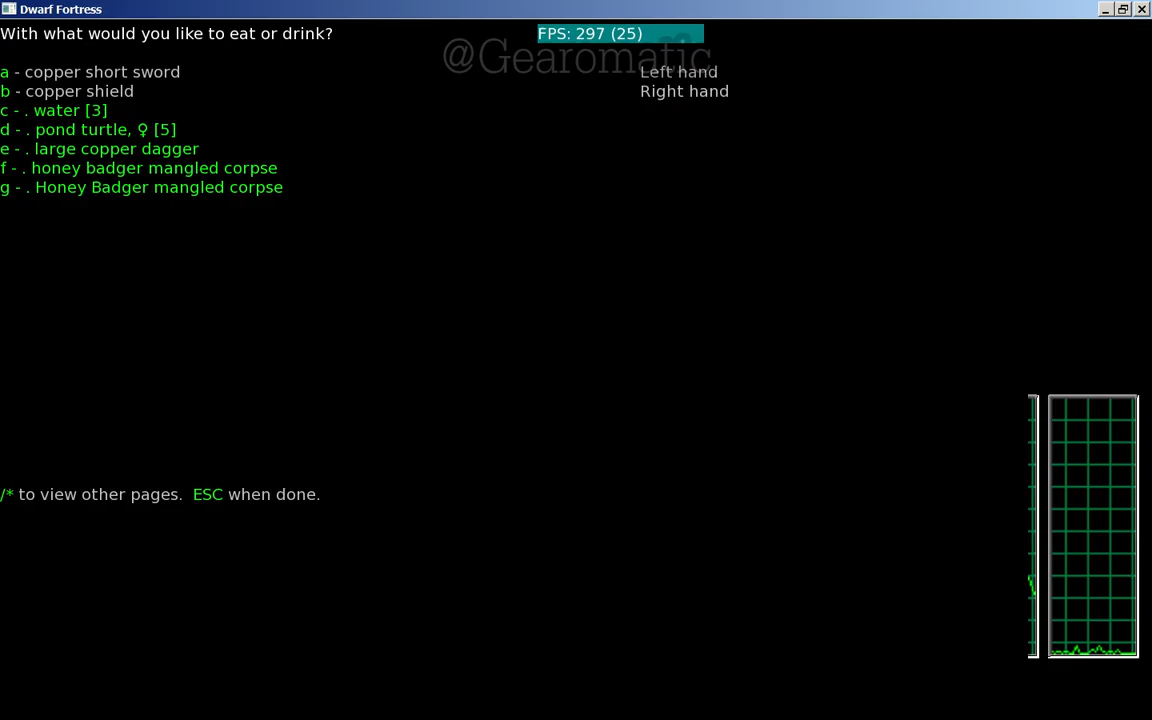 Dwarf Fortress
With what would you like to eat or drink?
FPS: 297 (25)
@Gearomatic
a - copper short sword
Left hand
b - copper shield
Right hand
c - . water [3]
d - . pond turtle, ♀ [5]
e - . large copper dagger
f - . honey badger mangled corpse
g - . Honey Badger mangled corpse
/* to view other pages.  ESC when done.